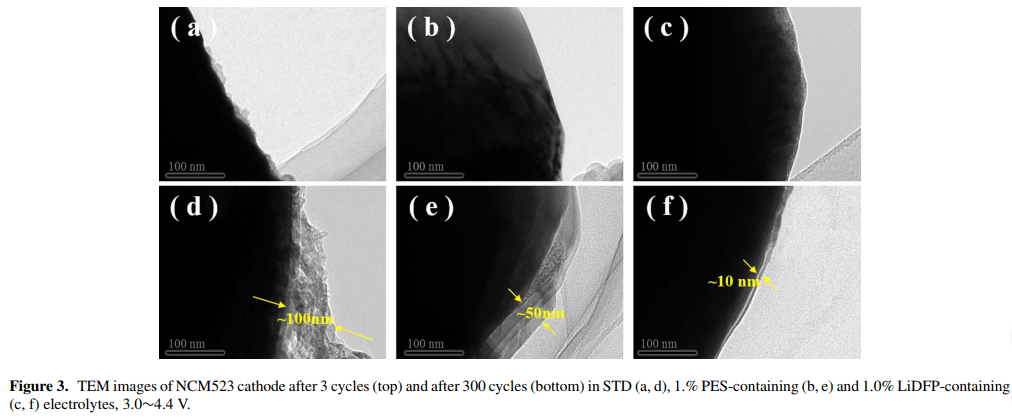 ( a )
( b )
( c )
100 nm
100 nm
100 nm
( d )
( e )
( f )
~100nm
~50nm
~10 nm
100 nm
100 nm
100 nm
Figure 3. TEM images of NCM523 cathode after 3 cycles (top) and after 300 cycles (bottom) in STD (a, d), 1.% PES-containing (b, e) and 1.0% LiDFP-containing
(c, f) electrolytes, 3.0∼4.4 V.